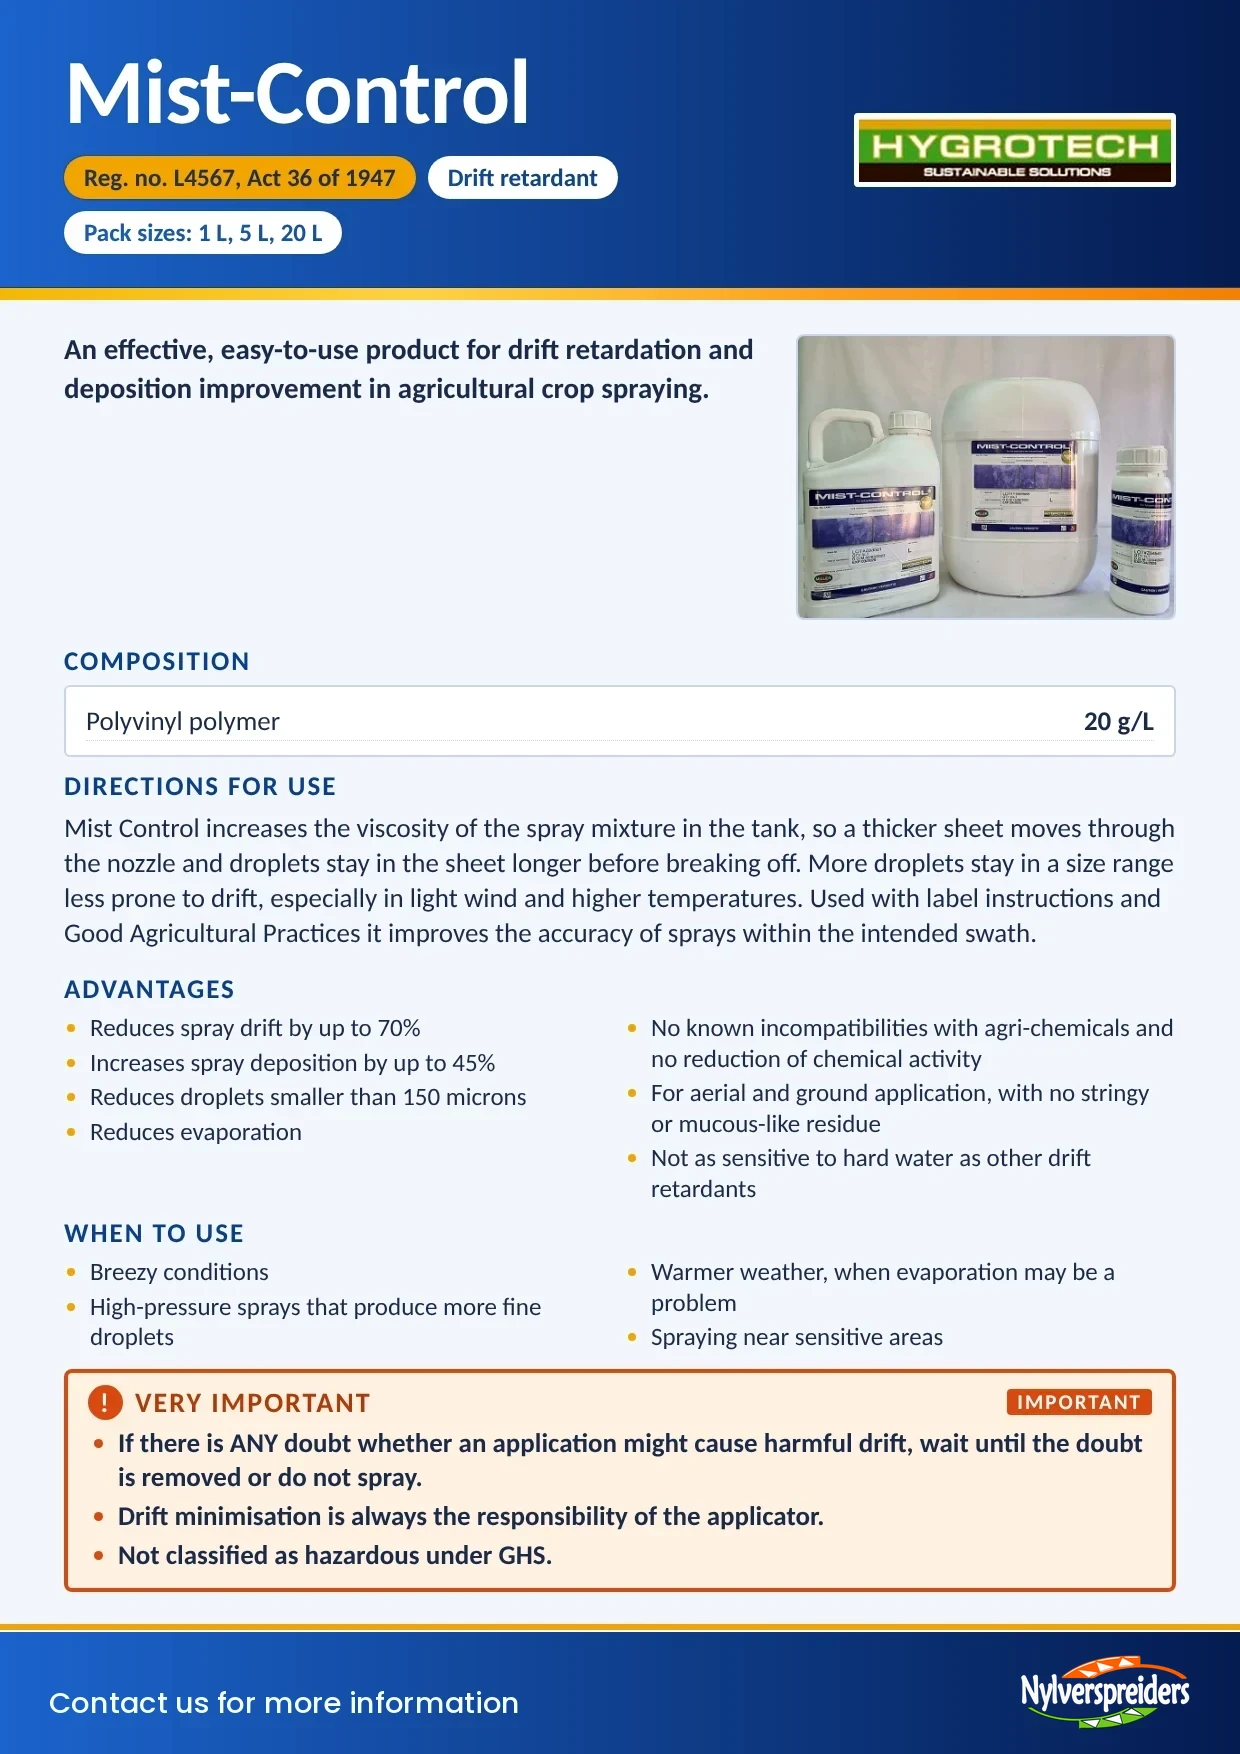 Mist-Control
Reg. no. L4567, Act 36 of 1947
Drift retardant
Pack sizes: 1 L, 5 L, 20 L
HYGROTECH
SUSTAINABLE SOLUTIONS
An effective, easy-to-use product for drift retardation and
deposition improvement in agricultural crop spraying.
MIST-CONTROL
MIST-CONTROL
MIST-CON
COMPOSITION
Polyvinyl polymer 20 g/L
DIRECTIONS FOR USE
Mist Control increases the viscosity of the spray mixture in the tank, so a thicker sheet moves through
the nozzle and droplets stay in the sheet longer before breaking off. More droplets stay in a size range
less prone to drift, especially in light wind and higher temperatures. Used with label instructions and
Good Agricultural Practices it improves the accuracy of sprays within the intended swath.
ADVANTAGES
• Reduces spray drift by up to 70%
• Increases spray deposition by up to 45%
• Reduces droplets smaller than 150 microns
• Reduces evaporation
• No known incompatibilities with agri-chemicals and
no reduction of chemical activity
• For aerial and ground application, with no stringy
or mucous-like residue
• Not as sensitive to hard water as other drift
retardants
WHEN TO USE
• Breezy conditions
• High-pressure sprays that produce more fine
droplets
• Warmer weather, when evaporation may be a
problem
• Spraying near sensitive areas
! VERY IMPORTANT
IMPORTANT
• If there is ANY doubt whether an application might cause harmful drift, wait until the doubt
is removed or do not spray.
• Drift minimisation is always the responsibility of the applicator.
• Not classified as hazardous under GHS.
Contact us for more information
Nylverspreiders